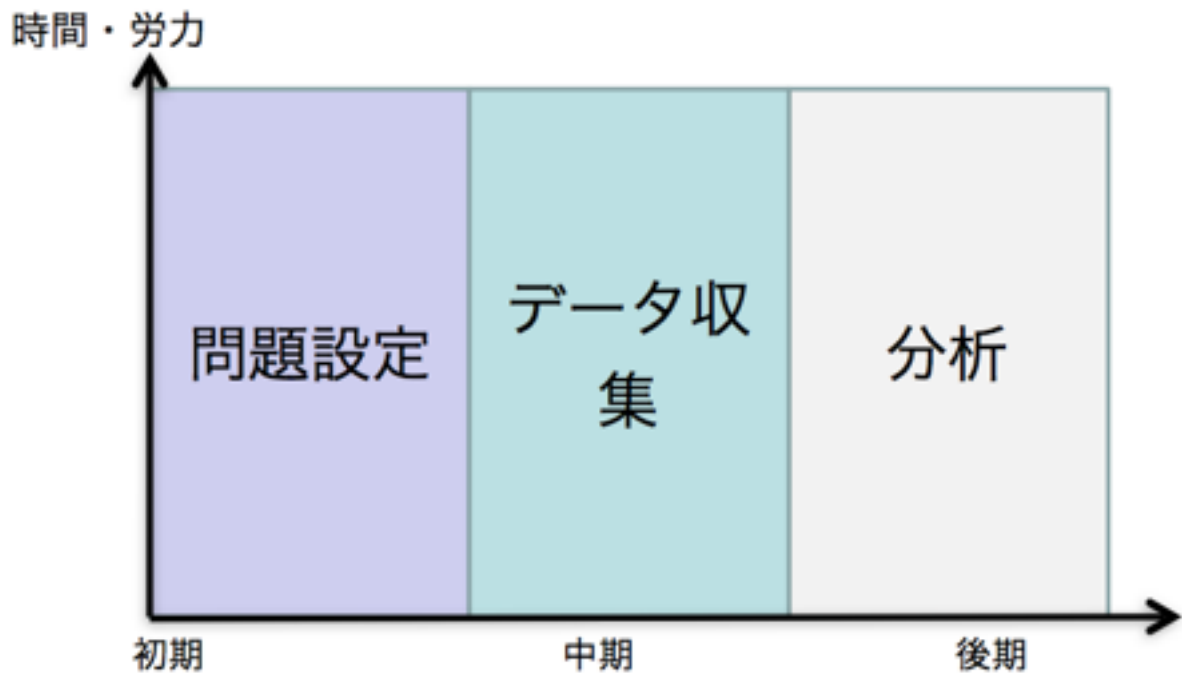 時間・労力
問題設定
データ収
集
分析
初期
中期
後期